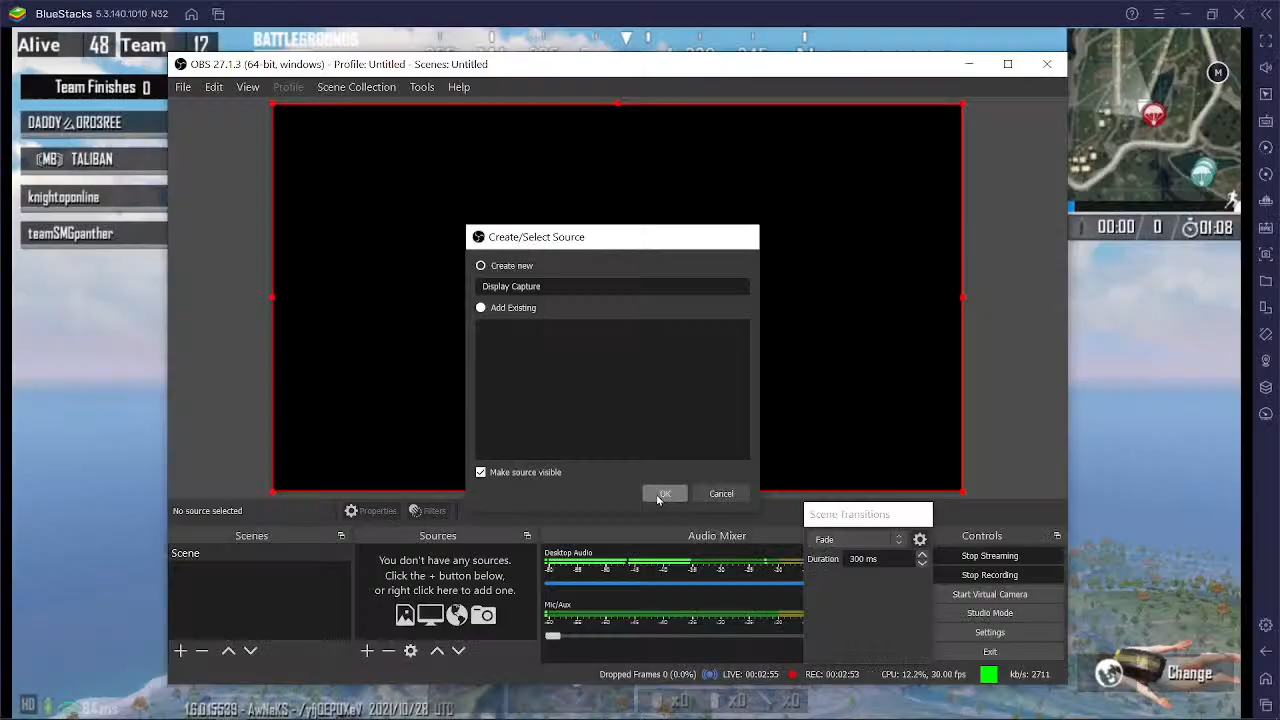 BlueStacks 5.3.140.1010 N32
Alive 48 Team 17
BATTLEGROUNDS
Team Finishes 0
DADDY
TALIBAN
knightoponline
teamSMGpanther
M
00:00 0 01:08
OBS 27.1.3 (64-bit, windows) - Profile: Untitled - Scenes: Untitled
File Edit View Profile Scene Collection Tools Help
Create/Select Source
Create new
Display Capture
Add Existing
Make source visible
OK Cancel
No source selected
Properties
Filters
Scenes
Scene
Sources
You don't have any sources.
Click the + button below,
or right click here to add one.
Audio Mixer
Desktop Audio
Mic/Aux
Scene Transitions
Fade
Duration 300 ms
Controls
Stop Streaming
Stop Recording
Start Virtual Camera
Studio Mode
Settings
Exit
Dropped Frames 0 (0.0%) LIVE: 00:02:55 REC: 00:02:53 CPU: 12.2%, 30.00 fps kb/s: 2711
Change
HD
x0 x0 x0